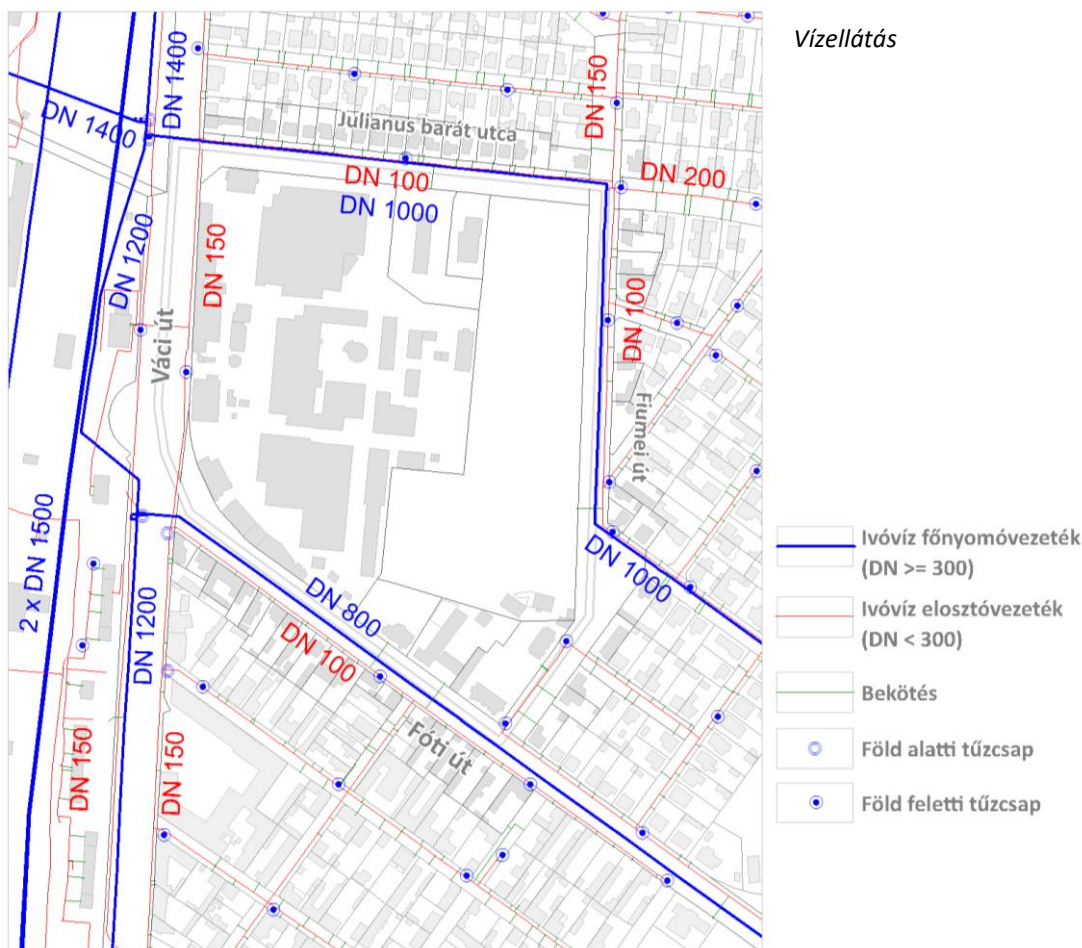 Vízellátás
DN 1400
DN 1400
DN 150
Julianus barát utca
DN 100
DN 1000
DN 200
DN 1200
DN 150
Váci út
DN 100
Fiumei út
DN 1000
2 x DN 1500
DN 1200
DN 800
DN 100
Fóti út
DN 150
DN 150
Ivóvíz főnyomóvezeték
(DN >= 300)
Ivóvíz elosztóvezeték
(DN < 300)
Bekötés
Föld alatti tűzcsap
Föld feletti tűzcsap